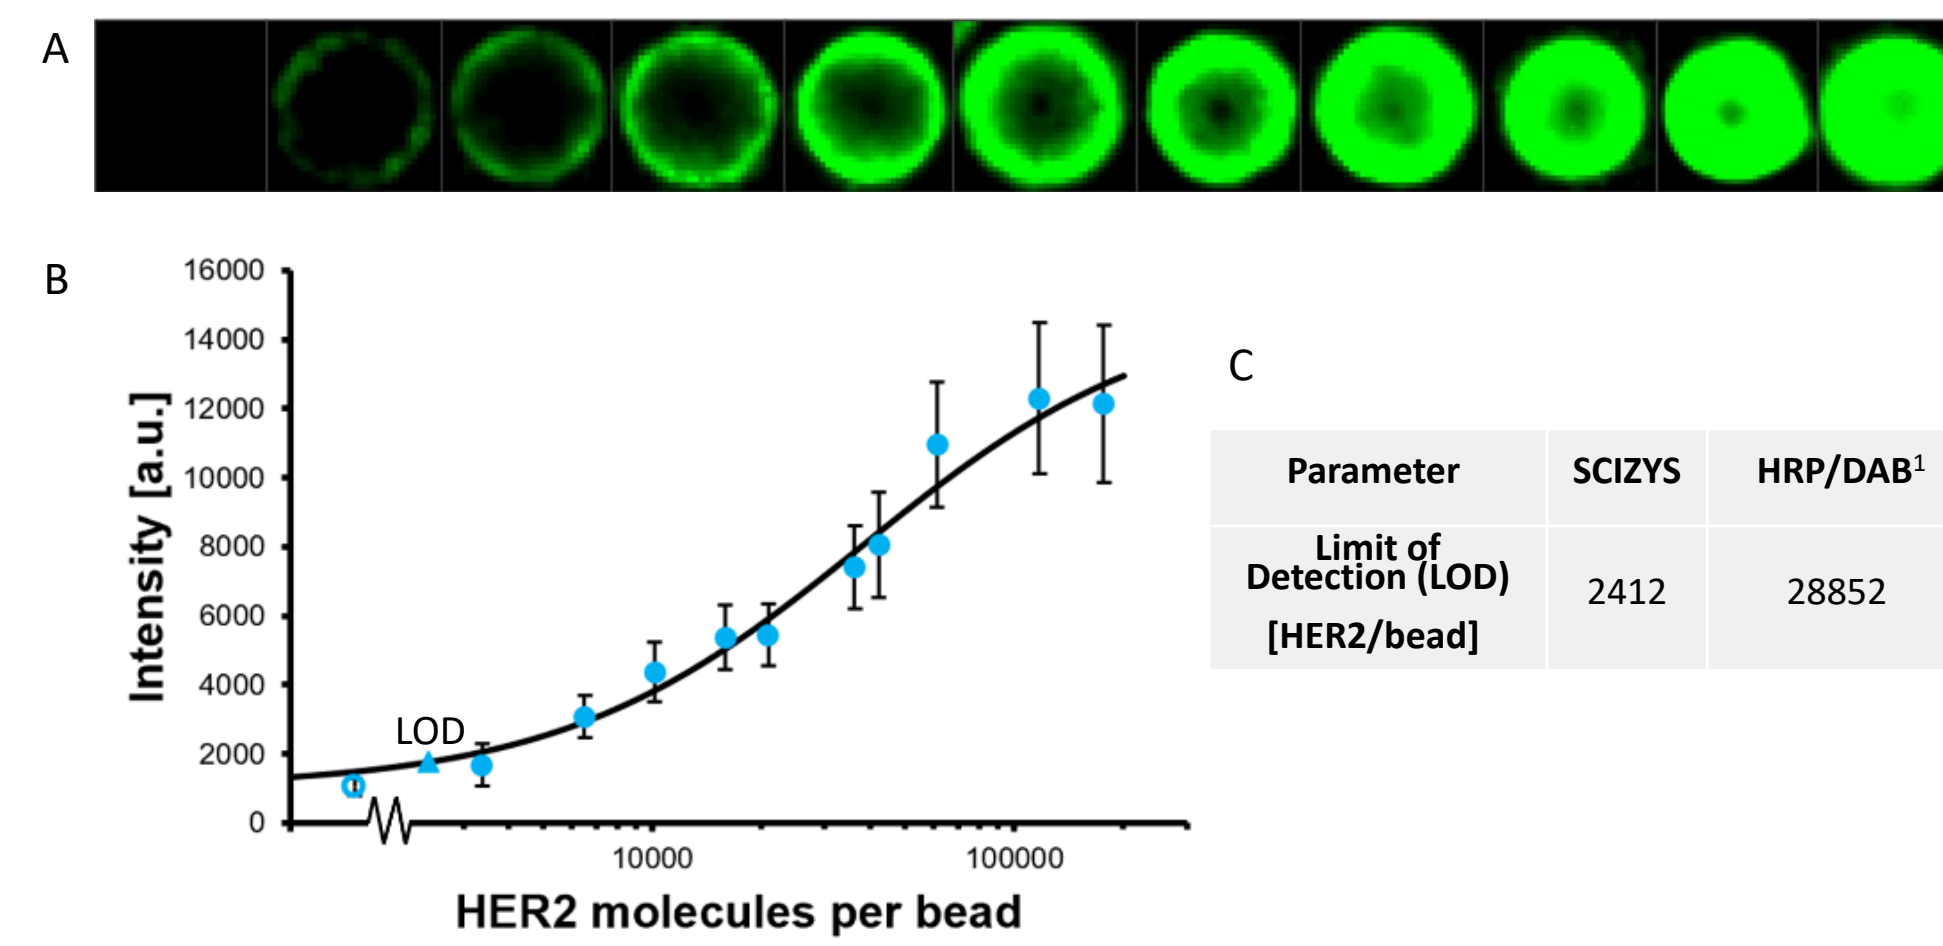 A
B
16000
14000
12000
10000
8000
6000
4000
2000
0
Intensity [a.u.]
LOD
10000
100000
HER2 molecules per bead
C
Parameter SCIZYS HRP/DAB¹
Limit of
Detection (LOD)
[HER2/bead]
2412 28852